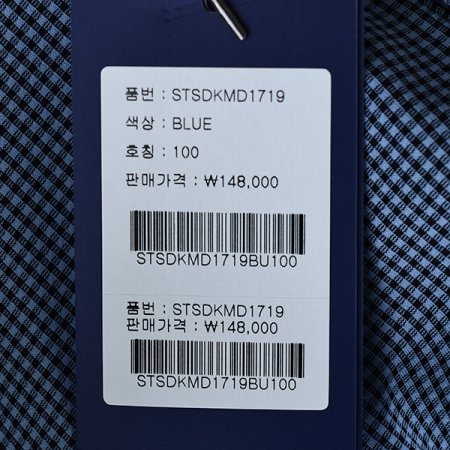 품번 : STSDKMD1719
색상 : BLUE
호칭 : 100
판매가격 : ₩148,000
STSDKMD1719BU100
품번 : STSDKMD1719
판매가격 : ₩148,000
STSDKMD1719BU100